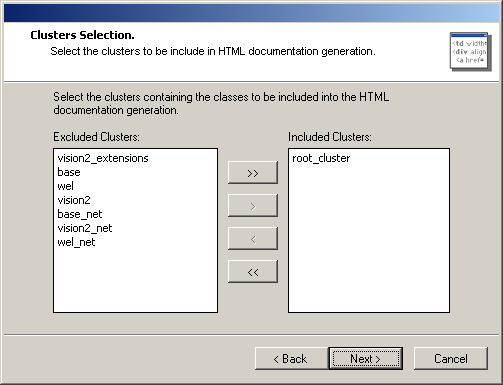 Clusters Selection.
Select the clusters to be include in HTML documentation generation.
<td width=
<div align
<a href=
Select the clusters containing the classes to be included into the HTML
documentation generation.
Excluded Clusters:
Included Clusters:
vision2_extensions
base
wel
vision2
base_net
vision2_net
wel_net
>>
>
<
<<
root_cluster
< Back
Next >
Cancel